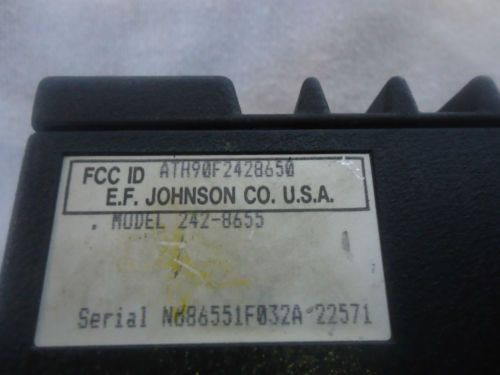 FCC ID ATH90F2428650
E.F. JOHNSON CO. U.S.A.
. MODEL 242-8655
Serial N086551F032A 22571